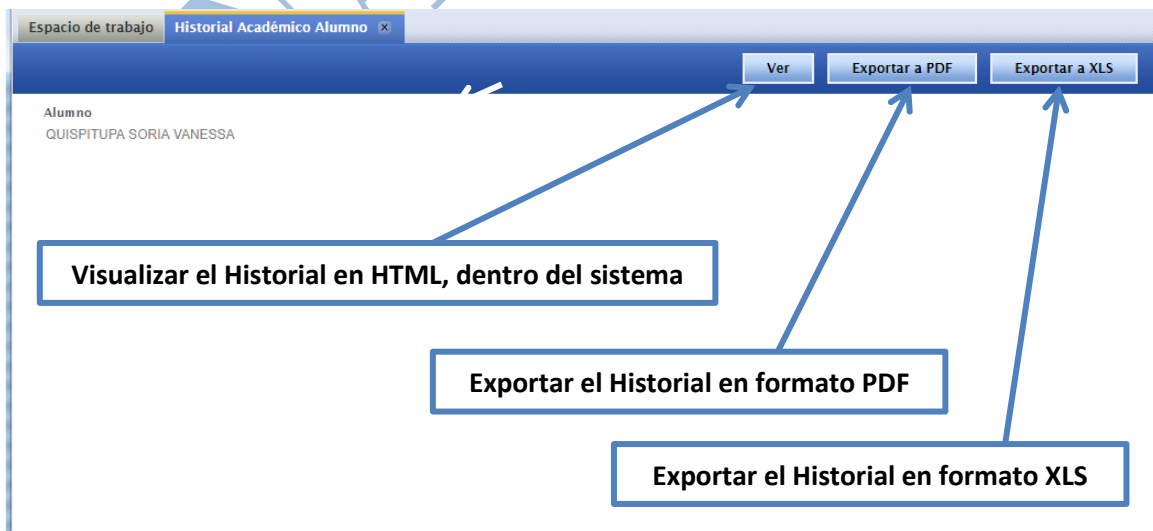 Espacio de trabajo Historial Académico Alumno x
Ver Exportar a PDF Exportar a XLS
Alumno
QUISPITUPA SORIA VANESSA
Visualizar el Historial en HTML, dentro del sistema
Exportar el Historial en formato PDF
Exportar el Historial en formato XLS